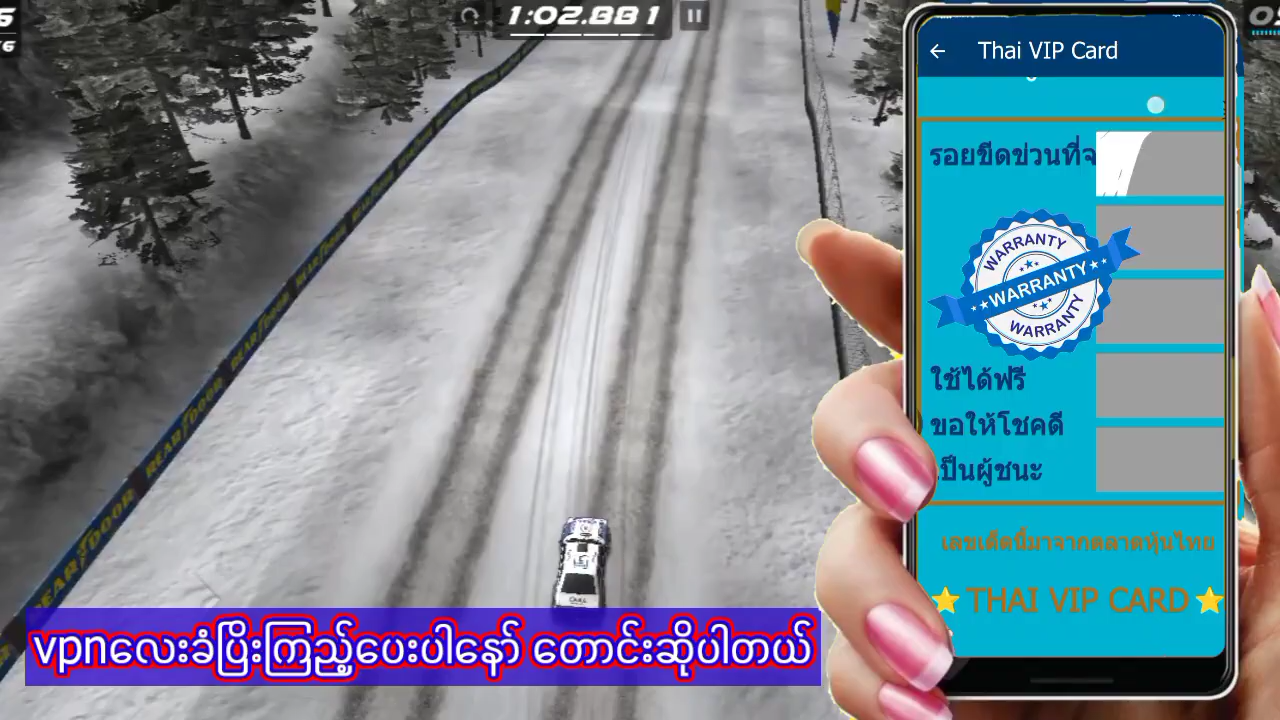 1:02.881
Thai VIP Card
รอยขีดข่วนที่จ
WARRANTY
WARRANTY
WARRANTY
ใช้ได้ฟรี
ขอให้โชคดี
เป็นผู้ชนะ
เลขเด็ดนี้มาจากตลาดหุ้นไทย
THAI VIP CARD
vpnလေးခံပြီးကြည့်ပေးပါနော် တောင်းဆိုပါတယ်